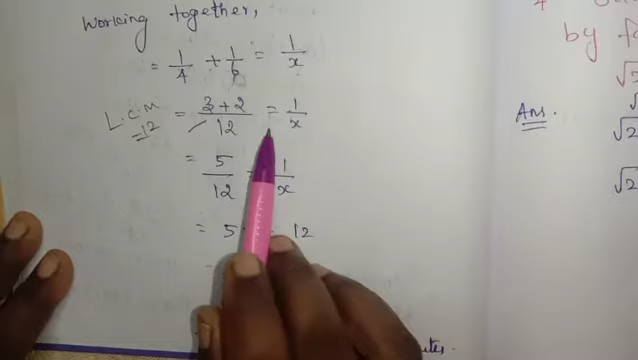 Working together,
= 1/4 + 1/6 = 1/x
L.C.M = 3+2/12 = 1/x
=12
= 5/12 = 1/x
= 5 = 12
Ans.
by